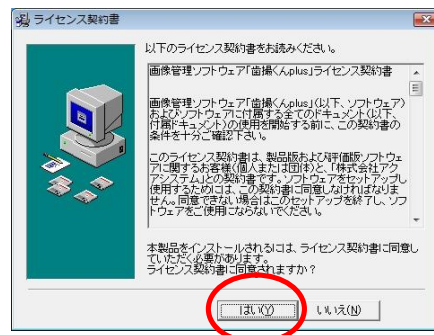 ライセンス契約書
以下のライセンス契約書をお読みください。
画像管理ソフトウェア「歯撮くんplus」ライセンス契約書
画像管理ソフトウェア「歯撮くんplus」(以下、ソフトウェア)
およびソフトウェアに付属する全てのドキュメント(以下、
付属ドキュメント)の使用を開始する前に、この契約書の
条件を十分ご確認下さい。
このライセンス契約書は、製品版および評価版ソフトウェ
アに関するお客様(個人または団体)と、「株式会社アク
アシステム」との契約書です。ソフトウェアをセットアップし
使用するためには、この契約書に同意しなければなりま
せん。同意できない場合はこのセットアップを終了し、ソフ
トウェアをご使用にならないでください。
本製品をインストールされるには、ライセンス契約書に同意し
ていただく必要があります。
ライセンス契約書に同意されますか？
はい(Y)
いいえ(N)